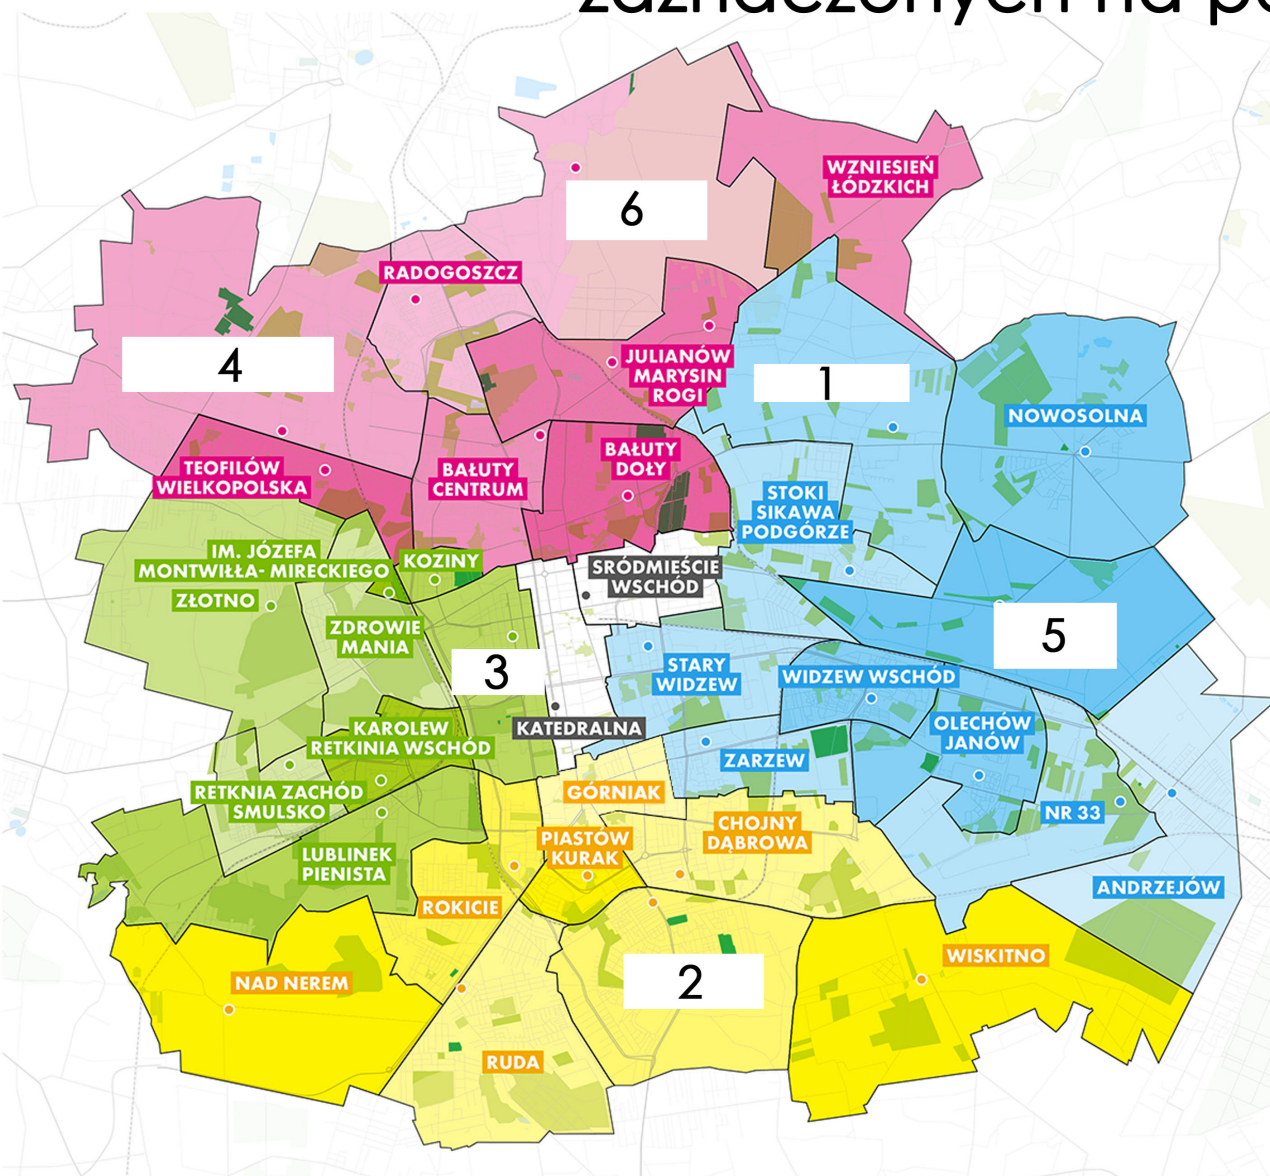 zaznaczonych na po
WZNIESIEŃ
ŁÓDZKICH
6
RADOGOSZCZ
4
JULIANÓW
MARYSIN
ROGI
1
NOWOSOLNA
TEOFILÓW
WIELKOPOLSKA
BAŁUTY
CENTRUM
BAŁUTY
DOŁY
STOKI
SIKAWA
PODGÓRZE
IM. JÓZEFA
MONTWIŁŁA- MIRECKIEGO
KOZINY
ŚRÓDMIEŚCIE
WSCHÓD
ZŁOTNO
ZDROWIE
MANIA
5
3
STARY
WIDZEW
WIDZEW WSCHÓD
KAROLEW
RETKINIA WSCHÓD
KATEDRALNA
OLECHÓW
JANÓW
ZARZEW
RETKNIA ZACHÓD
SMULSKO
GÓRNIAK
NR 33
PIASTÓW
KURAK
CHOJNY
DĄBROWA
LUBLINEK
PIENISTA
ANDRZEJÓW
ROKICIE
WISKITNO
NAD NEREM
2
RUDA